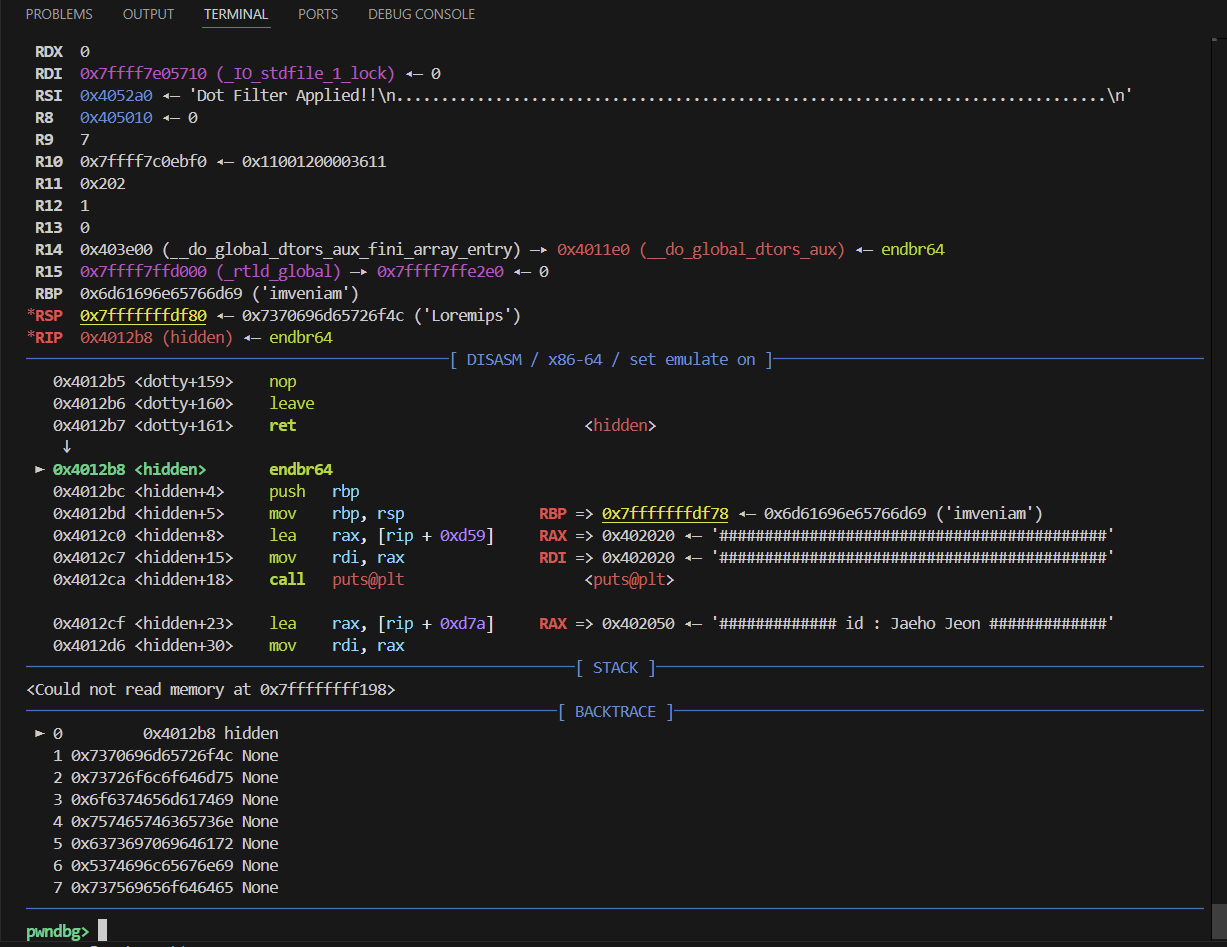 PROBLEMS OUTPUT TERMINAL PORTS DEBUG CONSOLE
RDX 0
RDI 0x7ffff7e05710 (_IO_stdfile_1_lock) ◂— 0
RSI 0x4052a0 ◂— 'Dot Filter Applied!!\n...............................................................................\n'
R8 0x405010 ◂— 0
R9 7
R10 0x7ffff7c0ebf0 ◂— 0x11001200003611
R11 0x202
R12 1
R13 0
R14 0x403e00 (__do_global_dtors_aux_fini_array_entry) —▸ 0x4011e0 (__do_global_dtors_aux) ◂— endbr64
R15 0x7ffff7ffd000 (_rtld_global) —▸ 0x7ffff7ffe2e0 ◂— 0
RBP 0x6d61696e65766d69 ('imveniam')
*RSP 0x7fffffffdf80 ◂— 0x7370696d65726f4c ('Loremips')
*RIP 0x4012b8 (hidden) ◂— endbr64
[ DISASM / x86-64 / set emulate on ]
0x4012b5 <dotty+159> nop
0x4012b6 <dotty+160> leave
0x4012b7 <dotty+161> ret <hidden>
↓
► 0x4012b8 <hidden> endbr64
0x4012bc <hidden+4> push rbp
0x4012bd <hidden+5> mov rbp, rsp RBP => 0x7fffffffdf78 ◂— 0x6d61696e65766d69 ('imveniam')
0x4012c0 <hidden+8> lea rax, [rip + 0xd59] RAX => 0x402020 ◂— '###########################################'
0x4012c7 <hidden+15> mov rdi, rax RDI => 0x402020 ◂— '###########################################'
0x4012ca <hidden+18> call puts@plt <puts@plt>
0x4012cf <hidden+23> lea rax, [rip + 0xd7a] RAX => 0x402050 ◂— '############# id : Jaeho Jeon #############'
0x4012d6 <hidden+30> mov rdi, rax
[ STACK ]
<Could not read memory at 0x7ffffffff198>
[ BACKTRACE ]
► 0 0x4012b8 hidden
1 0x7370696d65726f4c None
2 0x73726f6c6f646d75 None
3 0x6f6374656d617469 None
4 0x757465746365736e None
5 0x6373697069646172 None
6 0x5374696c65676e69 None
7 0x737569656f646465 None
pwndbg>